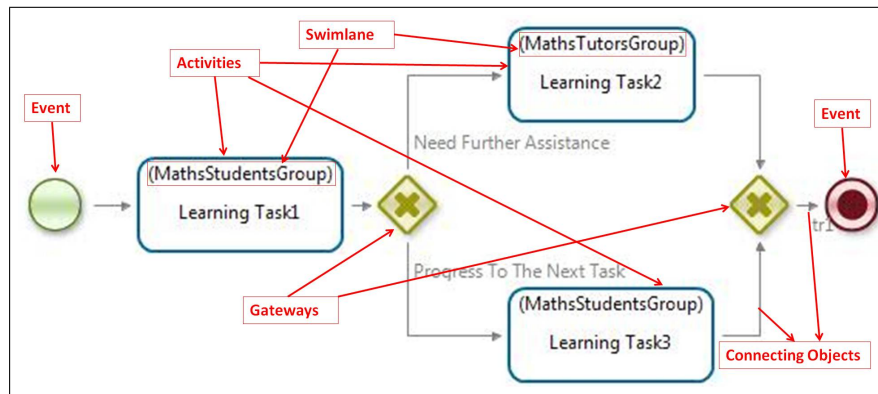 Swimlane
(MathsTutorsGroup)
Activities
Learning Task2
Event
Event
Need Further Assistance
(MathsStudentsGroup)
Learning Task1
tr1
Progress To The Next Task
(MathsStudentsGroup)
Gateways
Learning Task3
Connecting Objects